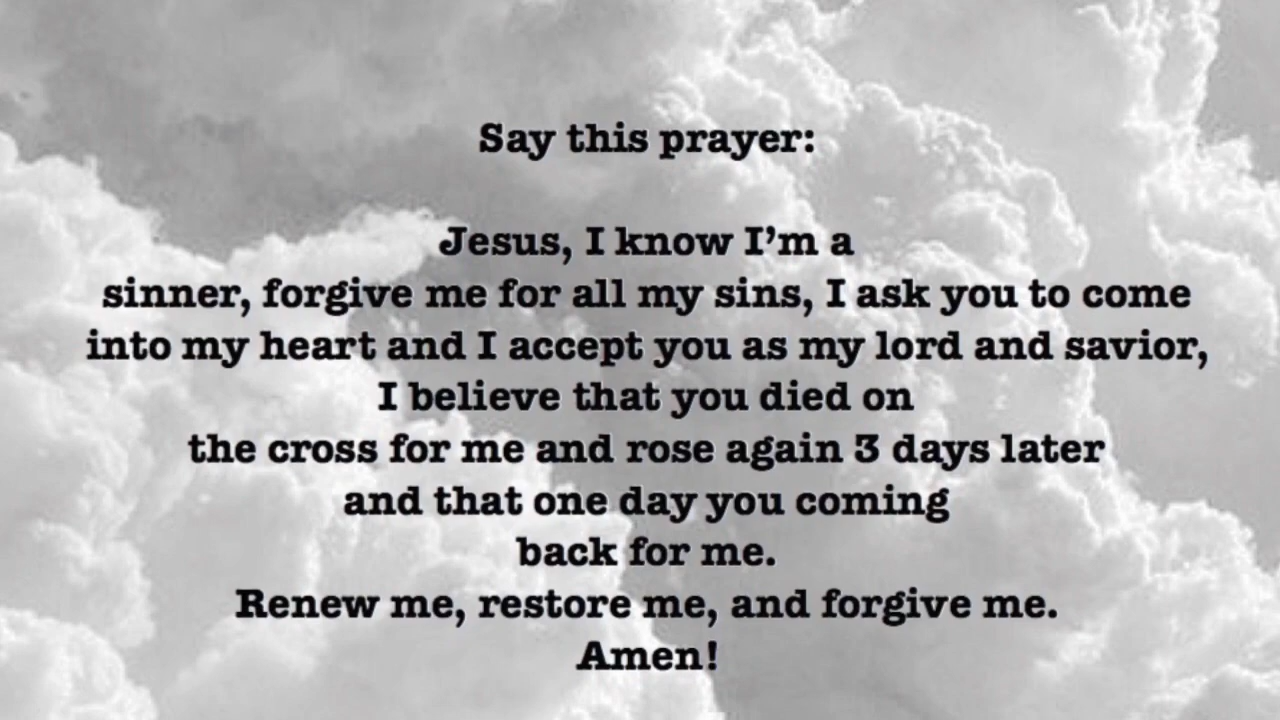 Say this prayer:
Jesus, I know I’m a
sinner, forgive me for all my sins, I ask you to come
into my heart and I accept you as my lord and savior,
I believe that you died on
the cross for me and rose again 3 days later
and that one day you coming
back for me.
Renew me, restore me, and forgive me.
Amen!